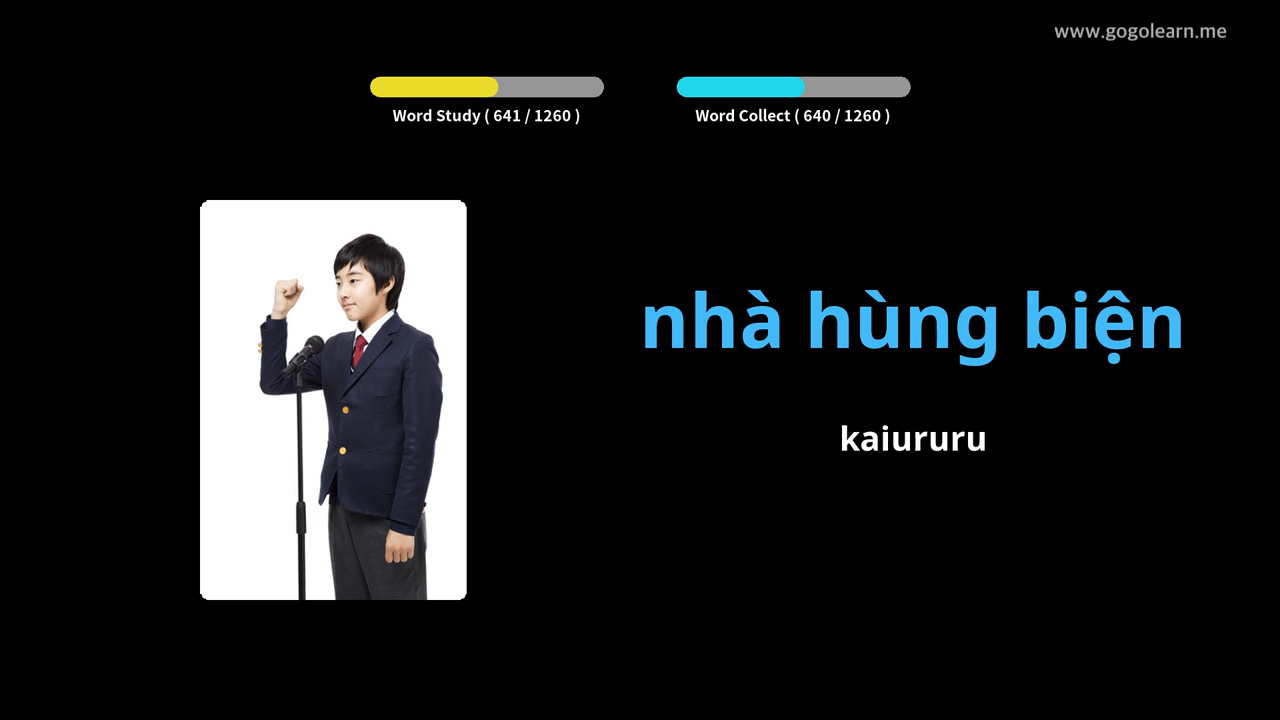 www.gogolearn.me
Word Study ( 641 / 1260 )
Word Collect ( 640 / 1260 )
nhà hùng biện
kaiururu